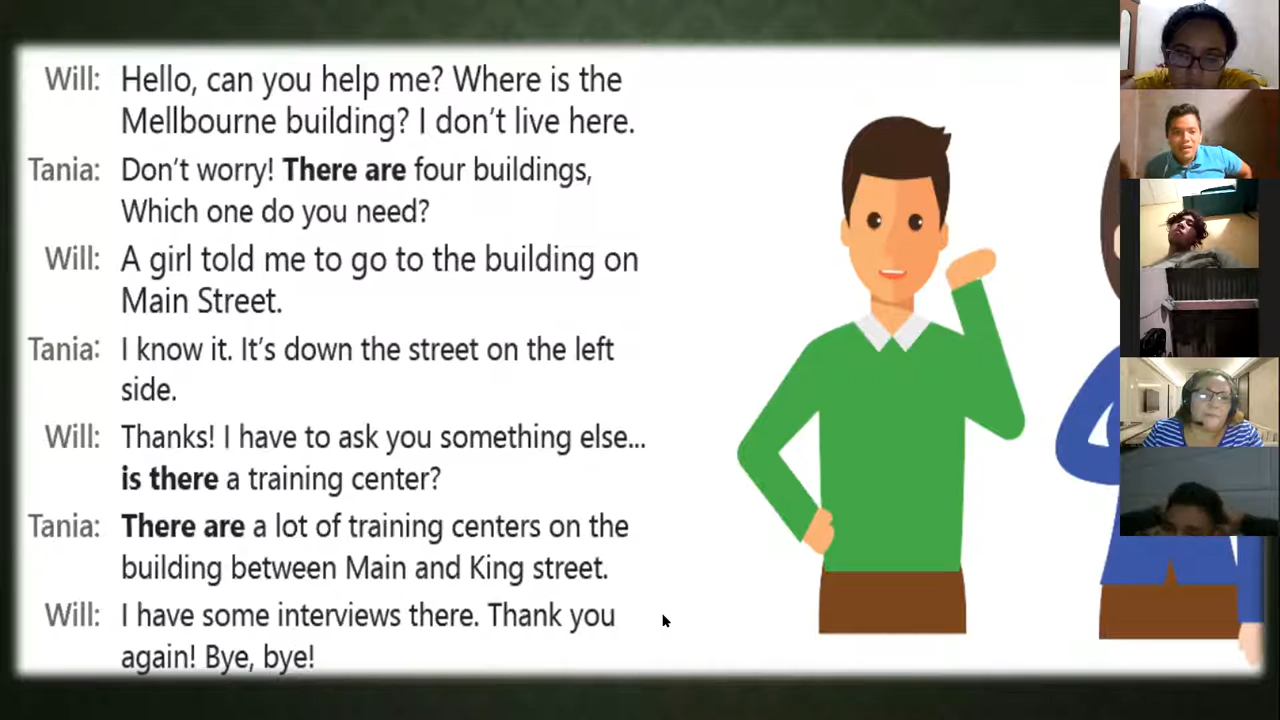 Will: Hello, can you help me? Where is the
Mellbourne building? I don't live here.
Tania: Don't worry! There are four buildings,
Which one do you need?
Will: A girl told me to go to the building on
Main Street.
Tania: I know it. It's down the street on the left
side.
Will: Thanks! I have to ask you something else...
is there a training center?
Tania: There are a lot of training centers on the
building between Main and King street.
Will: I have some interviews there. Thank you
again! Bye, bye!